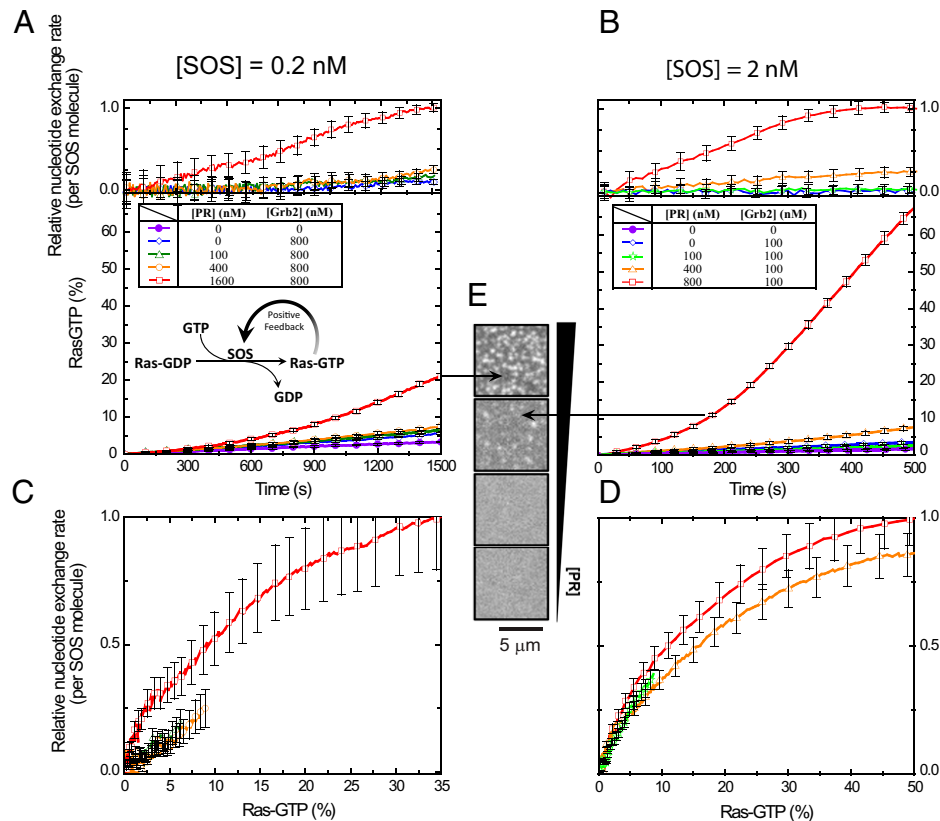 A
B
[SOS] = 0.2 nM
[SOS] = 2 nM
Relative nucleotide exchange rate
(per SOS molecule)
1.0
0.0
1.0
0.0
[PR] (nM) [Grb2] (nM)
0 0
0 800
100 800
400 800
1600 800
[PR] (nM) [Grb2] (nM)
0 0
0 100
100 100
400 100
800 100
RasGTP (%)
60
50
40
30
20
10
0
60
50
40
30
20
10
0
Positive
Feedback
GTP
SOS
Ras-GDP
Ras-GTP
GDP
E
[PR]
5 μm
0 300 600 900 1200 1500
Time (s)
0 100 200 300 400 500
Time (s)
C
D
Relative nucleotide exchange rate
(per SOS molecule)
1.0
0.5
0.0
1.0
0.5
0.0
0 5 10 15 20 25 30 35
Ras-GTP (%)
0 10 20 30 40 50
Ras-GTP (%)